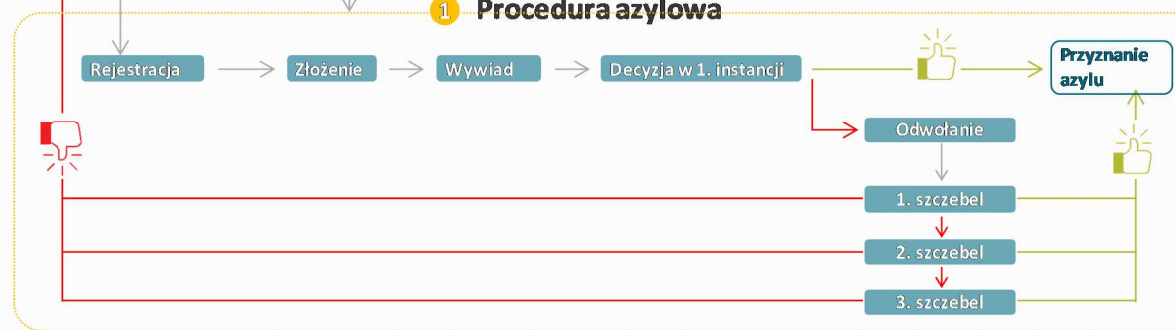 1 Procedura azylowa
Rejestracja
Złożenie
Wywiad
Decyzja w 1. instancji
Przyznanie
azylu
Odwołanie
1. szczebel
2. szczebel
3. szczebel